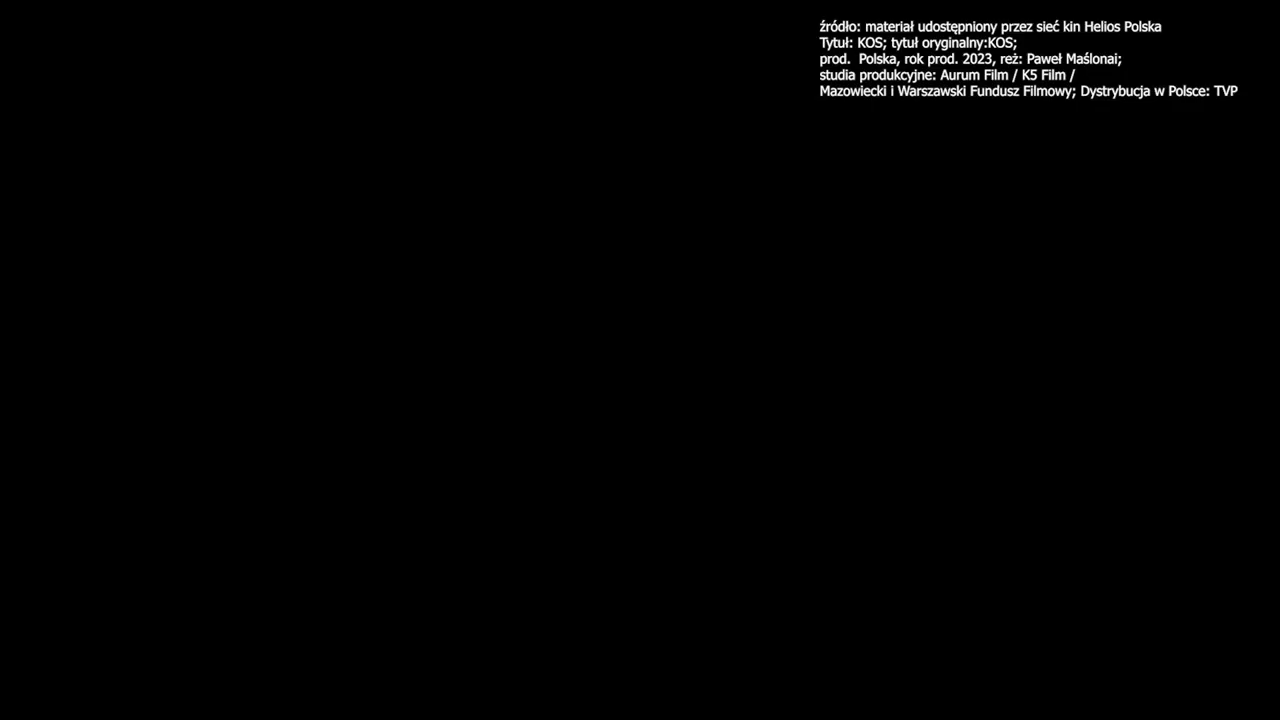 źródło: materiał udostępniony przez sieć kin Helios Polska
Tytuł: KOS; tytuł oryginalny:KOS;
prod.  Polska, rok prod. 2023, reż: Paweł Maślonai;
studia produkcyjne: Aurum Film / K5 Film /
Mazowiecki i Warszawski Fundusz Filmowy; Dystrybucja w Polsce: TVP